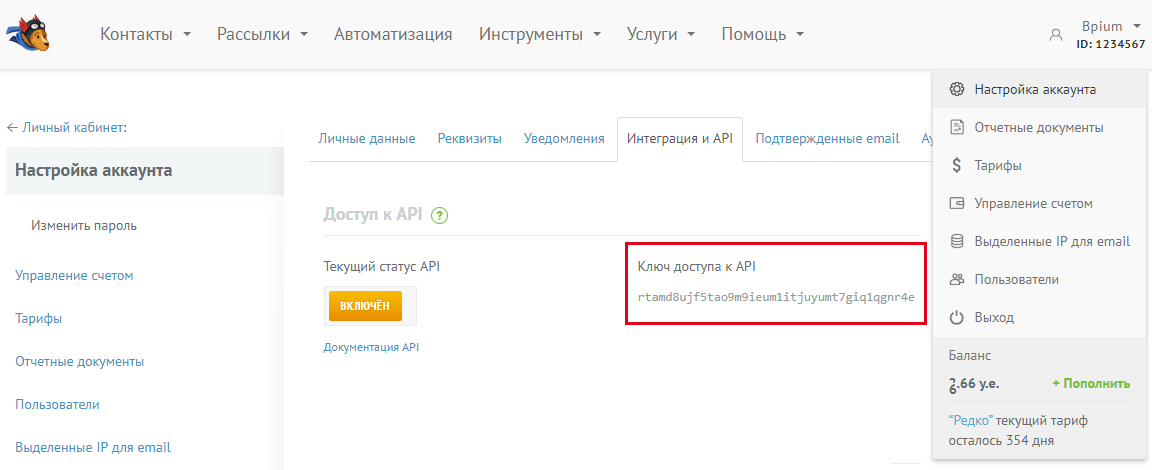 Контакты Рассылки Автоматизация Инструменты Услуги Помощь
Bpium
ID: 1234567
← Личный кабинет:
Настройка аккаунта
Изменить пароль
Управление счетом
Тарифы
Отчетные документы
Пользователи
Выделенные IP для email
Личные данные Реквизиты Уведомления Интеграция и API Подтвержденные email
Доступ к API ?
Текущий статус API
ВКЛЮЧЁН
Документация API
Ключ доступа к API
rtamd8ujf5tao9m9ieum1itjuyumt7giq1qgnr4e
Настройка аккаунта
Отчетные документы
$ Тарифы
Управление счетом
Выделенные IP для email
Пользователи
Выход
Баланс
у.е. + Пополнить
“Редко” текущий тариф
осталось 354 дня